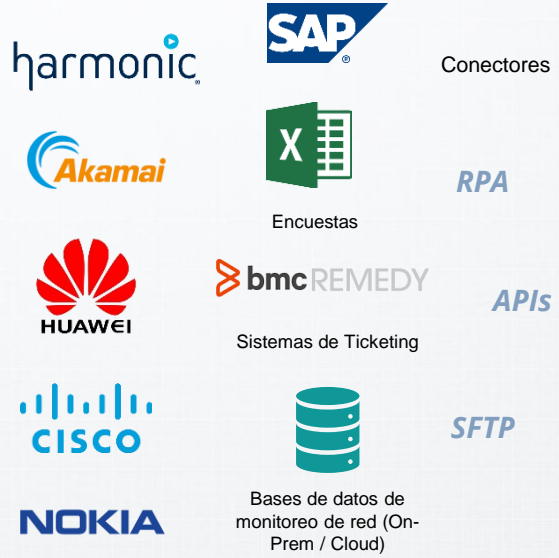 harmonic
SAP
Conectores
Akamai
X
RPA
Encuestas
HUAWEI
bmc REMEDY
APIs
Sistemas de Ticketing
CISCO
SFTP
NOKIA
Bases de datos de
monitoreo de red (On-
Prem / Cloud)